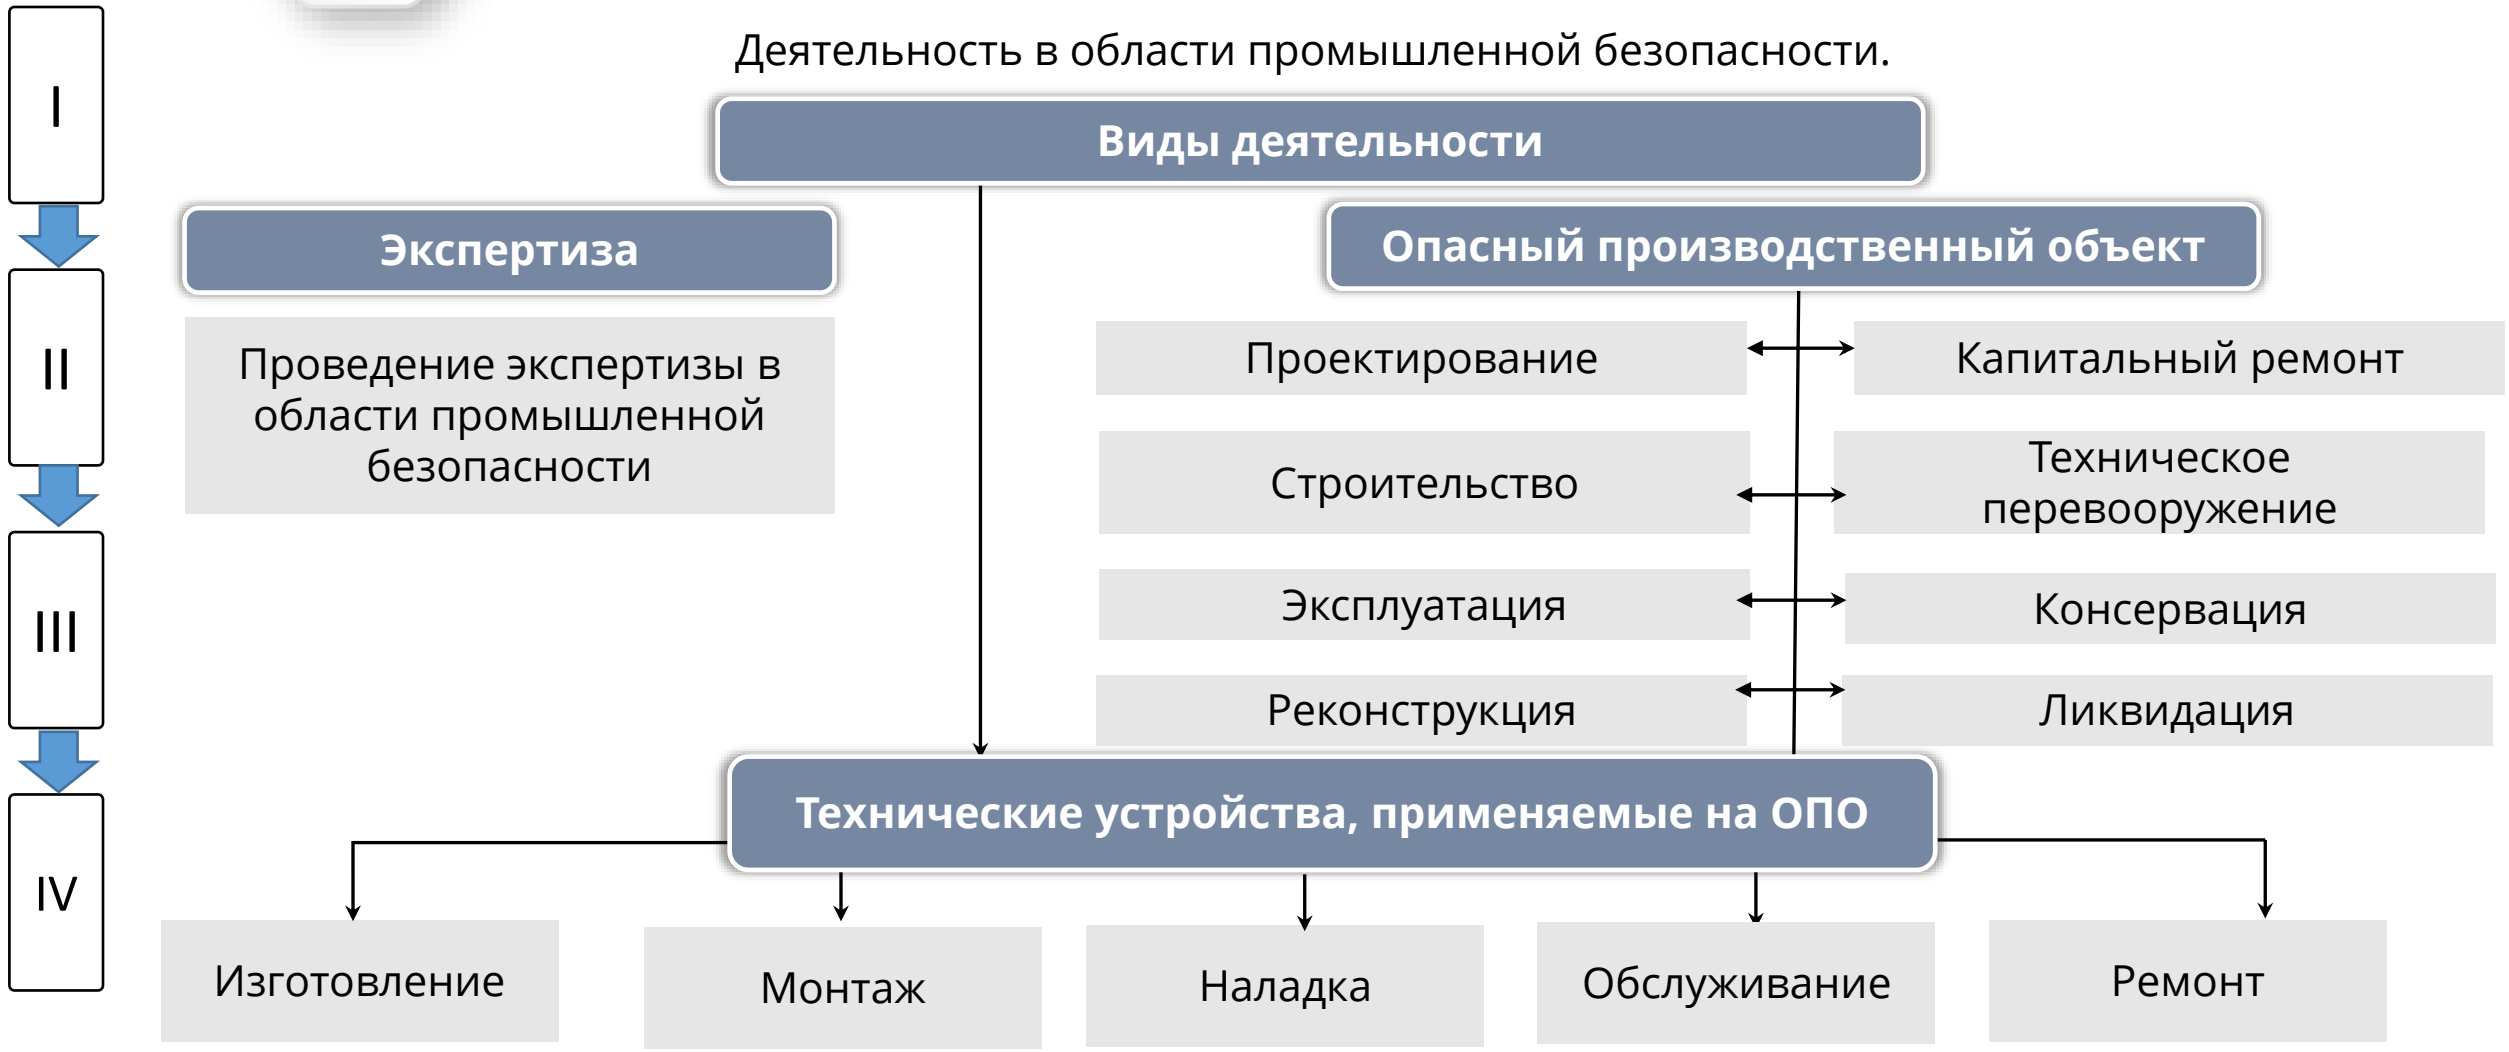 Деятельность в области промышленной безопасности.
I
Виды деятельности
Экспертиза
Опасный производственный объект
II
Проведение экспертизы в
области промышленной
безопасности
Проектирование
Капитальный ремонт
Строительство
Техническое
перевооружение
III
Эксплуатация
Консервация
Реконструкция
Ликвидация
Технические устройства, применяемые на ОПО
IV
Изготовление
Монтаж
Наладка
Обслуживание
Ремонт